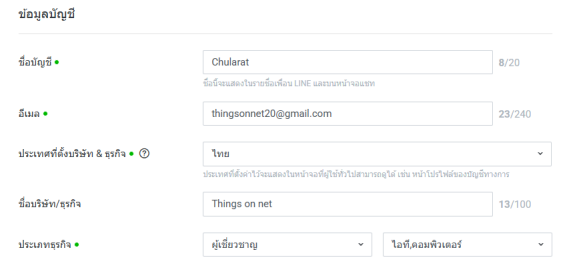 ข้อมูลบัญชี
ชื่อบัญชี Chularat 8/20
ชื่อนี้จะแสดงในรายชื่อเพื่อน LINE และบนหน้าจอแชท
อีเมล thingsonnet20@gmail.com 23/240
ประเทศที่ตั้งบริษัท & ธุรกิจ ไทย
ประเทศที่ตั้งค่าไว้จะแสดงในหน้าจอที่ผู้ใช้ทั่วไปสามารถดูได้ เช่น หน้าโปรไฟล์ของบัญชีทางการ
ชื่อบริษัท/ธุรกิจ Things on net 13/100
ประเภทธุรกิจ ผู้เชี่ยวชาญ ไอที,คอมพิวเตอร์